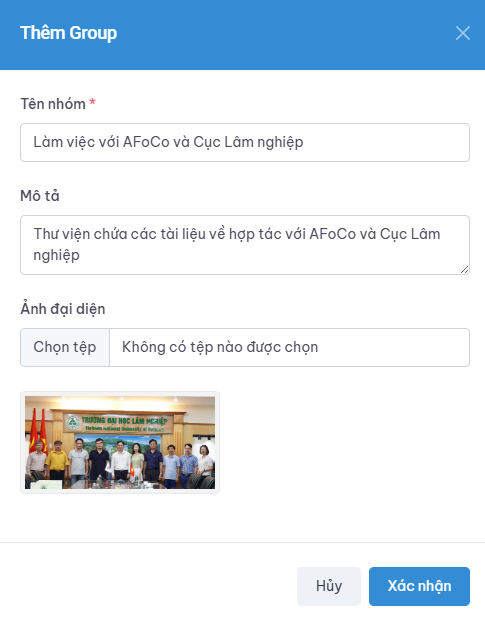 Thêm Group
Tên nhóm *
Làm việc với AFoCo và Cục Lâm nghiệp
Mô tả
Thư viện chứa các tài liệu về hợp tác với AFoCo và Cục Lâm
nghiệp
Ảnh đại diện
Chọn tệp
Không có tệp nào được chọn
TRƯỜNG ĐẠI HỌC LÂM NGHIỆP
Vietnam national University of
Hủy
Xác nhận